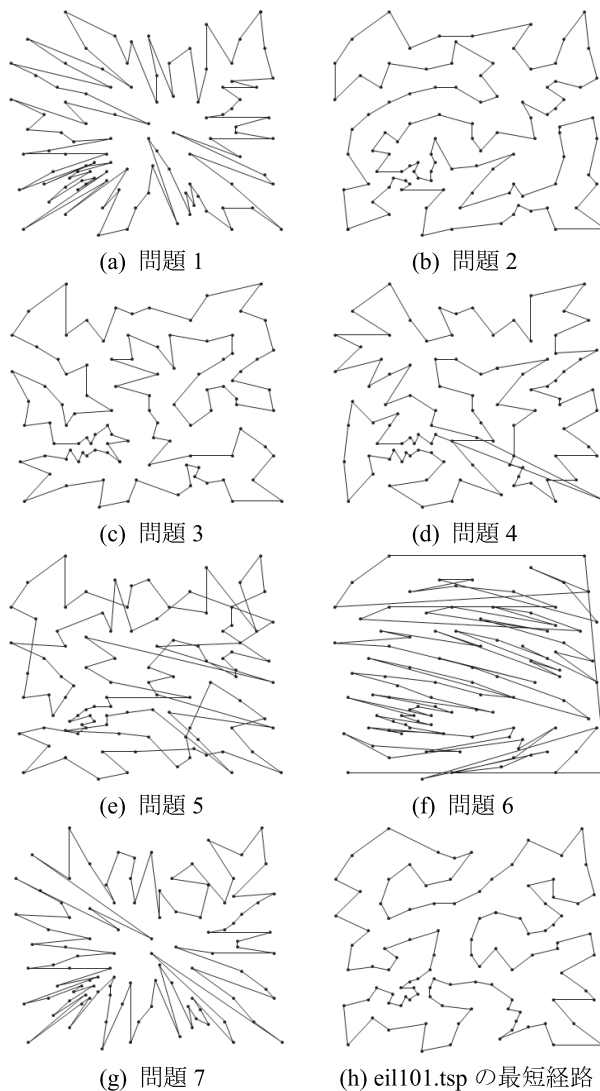 (a) 問題 1
(b) 問題 2
(c) 問題 3
(d) 問題 4
(e) 問題 5
(f) 問題 6
(g) 問題 7
(h) eil101.tsp の最短経路